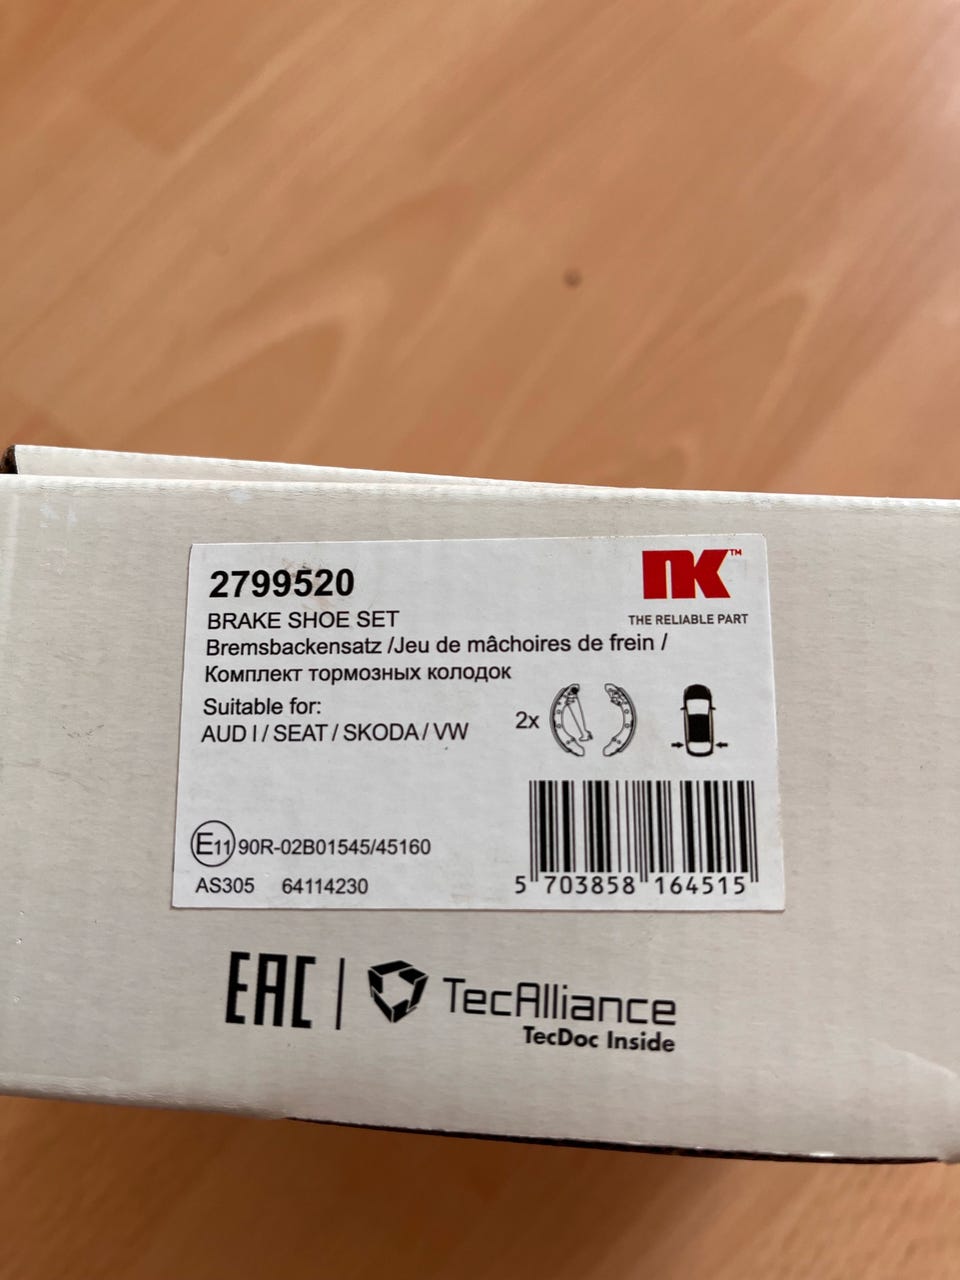 2799520
NK™
THE RELIABLE PART
BRAKE SHOE SET
Bremsbackensatz /Jeu de mâchoires de frein /
Комплект тормозных колодок
Suitable for:
AUD I / SEAT / SKODA / VW
2x
E11 90R-02B01545/45160
AS305 64114230
5 703858 164515
EAC
TecAlliance
TecDoc Inside